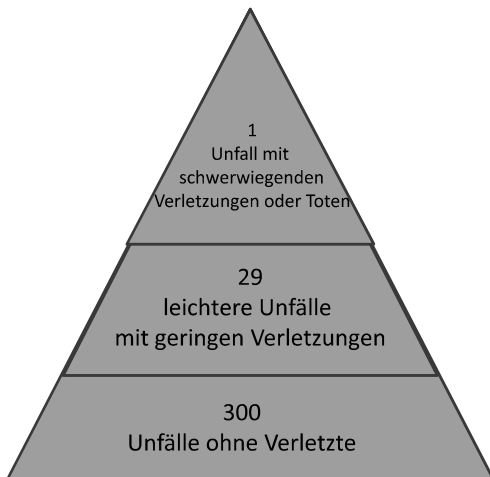 1
Unfall mit
schwerwiegenden
Verletzungen oder Toten
29
leichtere Unfälle
mit geringen Verletzungen
300
Unfälle ohne Verletzte